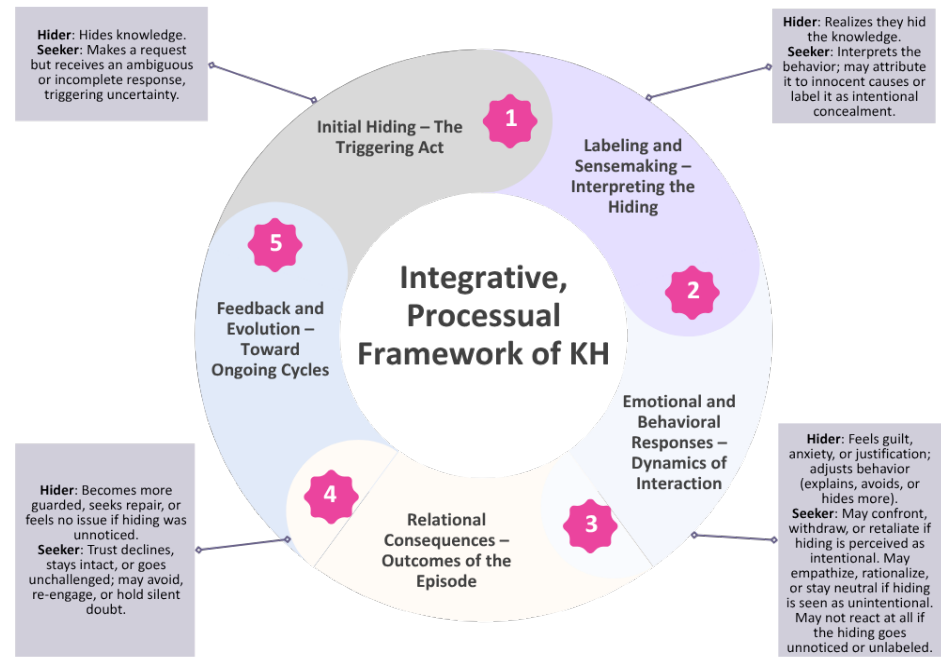 Hider: Hides knowledge.
Seeker: Makes a request
but receives an ambiguous
or incomplete response,
triggering uncertainty.
Hider: Realizes they hid
the knowledge.
Seeker: Interprets the
behavior; may attribute
it to innocent causes or
label it as intentional
concealment.
1
Initial Hiding – The
Triggering Act
Labeling and
Sensemaking –
Interpreting the
Hiding
5
2
Integrative,
Processual
Framework of KH
Feedback and
Evolution –
Toward
Ongoing Cycles
Emotional and
Behavioral
Responses –
Dynamics of
Interaction
4
3
Relational
Consequences –
Outcomes of the
Episode
Hider: Becomes more
guarded, seeks repair, or
feels no issue if hiding was
unnoticed.
Seeker: Trust declines,
stays intact, or goes
unchallenged; may avoid,
re-engage, or hold silent
doubt.
Hider: Feels guilt,
anxiety, or justification;
adjusts behavior
(explains, avoids, or
hides more).
Seeker: May confront,
withdraw, or retaliate if
hiding is perceived as
intentional. May
empathize, rationalize,
or stay neutral if hiding
is seen as unintentional.
May not react at all if
the hiding goes
unnoticed or unlabeled.